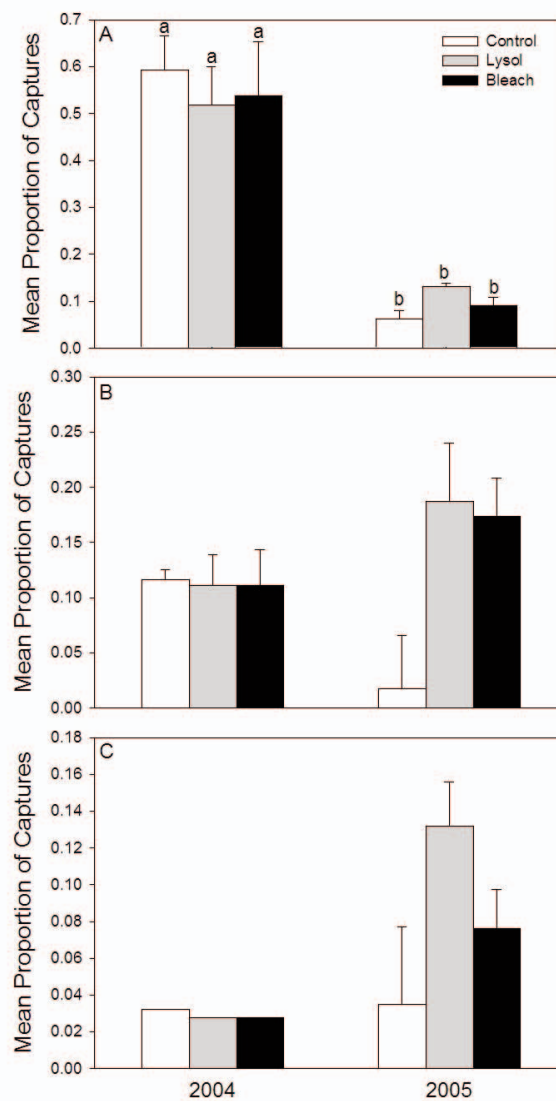 A
Mean Proportion of Captures
0.7
0.6
0.5
0.4
0.3
0.2
0.1
0.0
a
a
a
b
b
b
Control
Lysol
Bleach
B
Mean Proportion of Captures
0.30
0.25
0.20
0.15
0.10
0.05
0.00
C
Mean Proportion of Captures
0.18
0.16
0.14
0.12
0.10
0.08
0.06
0.04
0.02
0.00
2004 2005